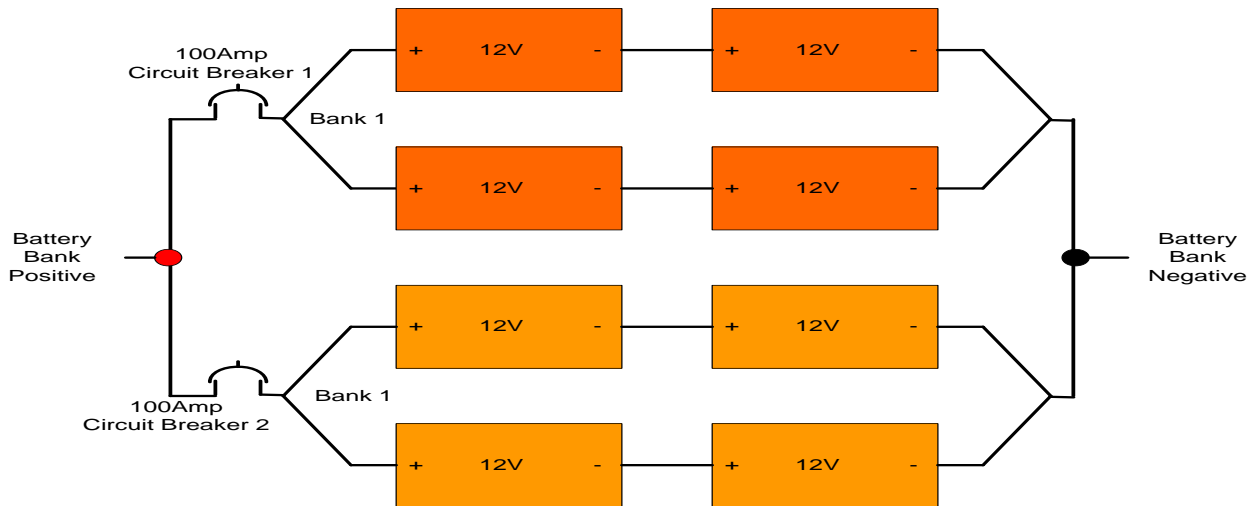 100Amp
Circuit Breaker 1
+ 12V - + 12V -
Bank 1
+ 12V - + 12V -
Battery
Bank
Positive
Battery
Bank
Negative
+ 12V - + 12V -
Bank 1
100Amp
Circuit Breaker 2
+ 12V - + 12V -